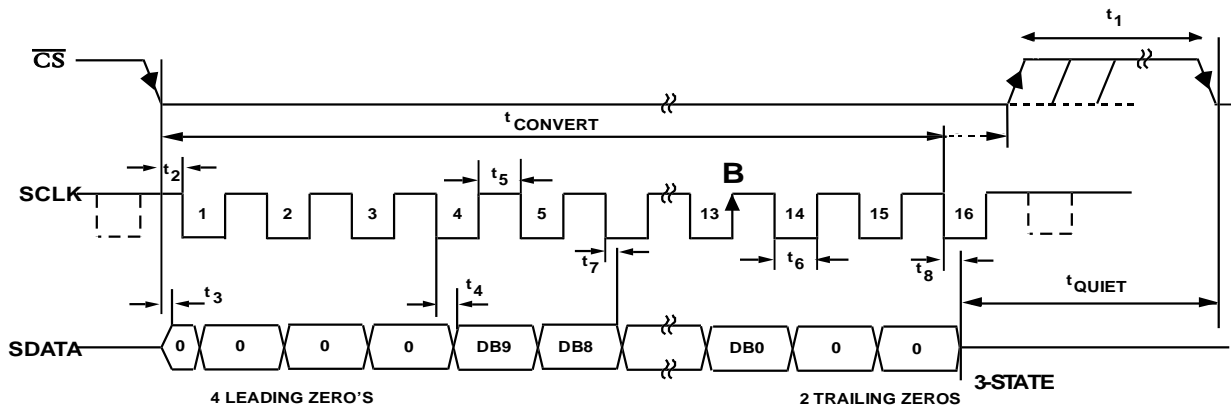 t1
CS
tCONVERT
t2
t5
B
SCLK
1
2
3
4
5
13
14
15
16
t7
t6
t8
t3
t4
tQUIET
SDATA
0
0
0
0
DB9
DB8
DB0
0
0
3-STATE
4 LEADING ZERO'S
2 TRAILING ZEROS